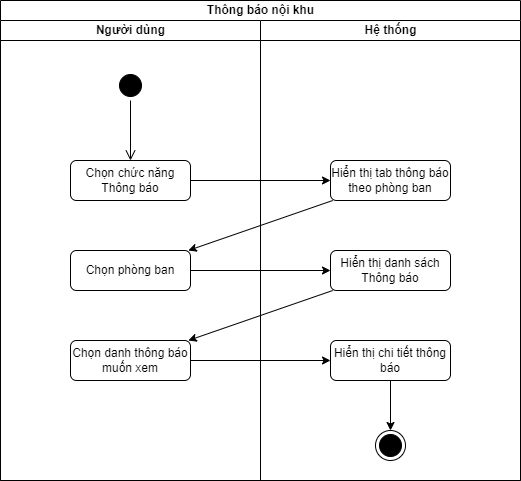 Thông báo nội khu
Người dùng
Hệ thống
Chọn chức năng
Thông báo
Hiển thị tab thông báo
theo phòng ban
Chọn phòng ban
Hiển thị danh sách
Thông báo
Chọn danh thông báo
muốn xem
Hiển thị chi tiết thông
báo